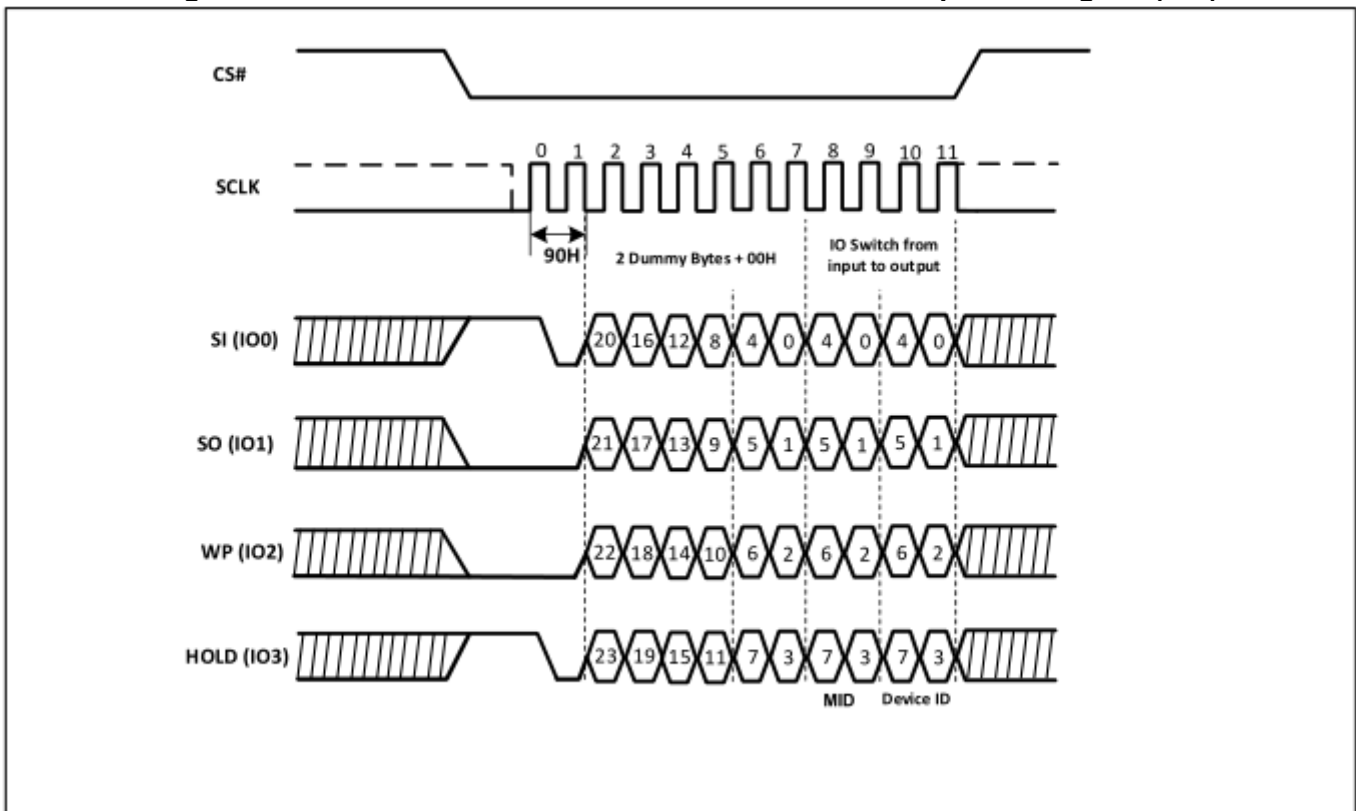 CS#
0 1 2 3 4 5 6 7 8 9 10 11
SCLK
90H
2 Dummy Bytes + 00H
IO Switch from
input to output
SI (IO0)
20 16 12 8 4 0 4 0 4 0
SO (IO1)
21 17 13 9 5 1 5 1 5 1
WP (IO2)
22 18 14 10 6 2 6 2 6 2
HOLD (IO3)
23 19 15 11 7 3 7 3 7 3
MID
Device ID